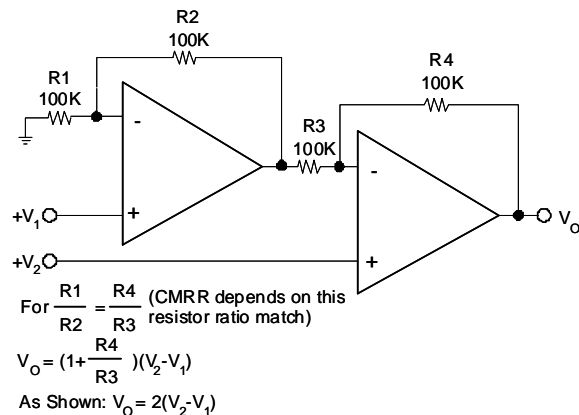 R2
100K
R1
100K
R4
100K
R3
100K
-
-
+V1
+
+V2
+
VO
For R1/R2 = R4/R3 (CMRR depends on this
resistor ratio match)
VO = (1+ R4/R3 )(V2-V1)
As Shown: VO = 2(V2-V1)